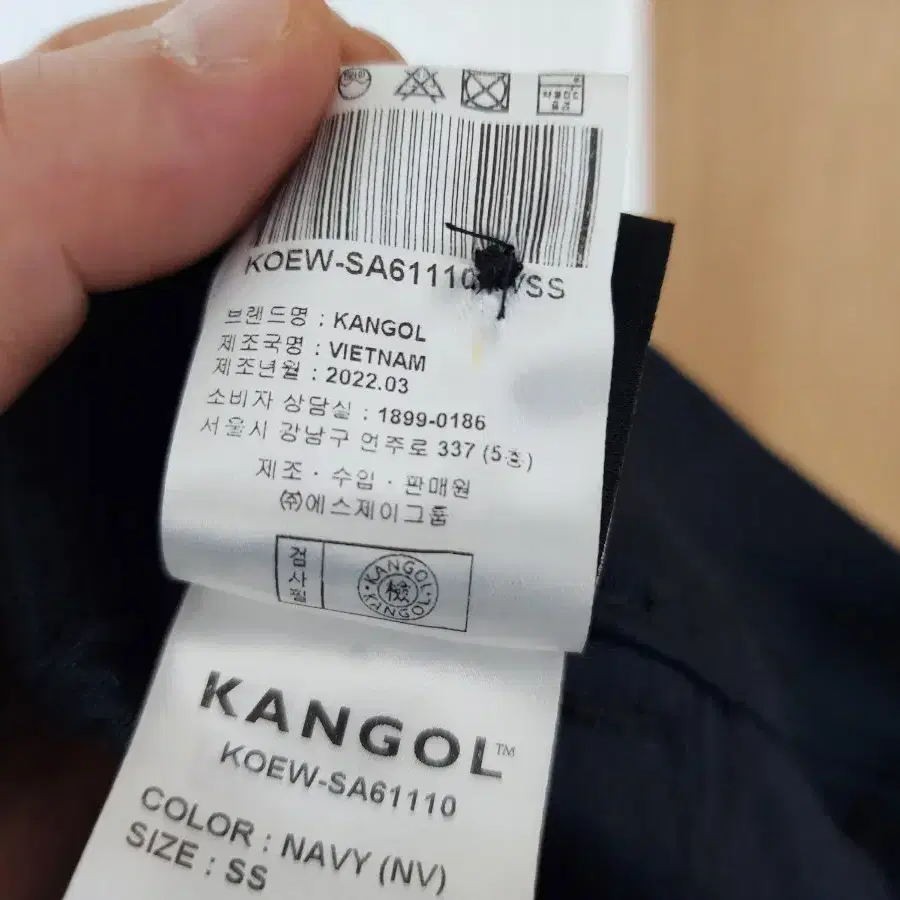 KOEW-SA61110 /SS
브랜드명 : KANGOL
제조국명 : VIETNAM
제조년월 : 2022.03
소비자 상담실 : 1899-0186
서울시 강남구 언주로 337 (5층)
제조 · 수입 · 판매원
㈜에스제이그룹
검사필
KANGOL
檢
KANGOL
KANGOL™
KOEW-SA61110
COLOR : NAVY (NV)
SIZE : SS